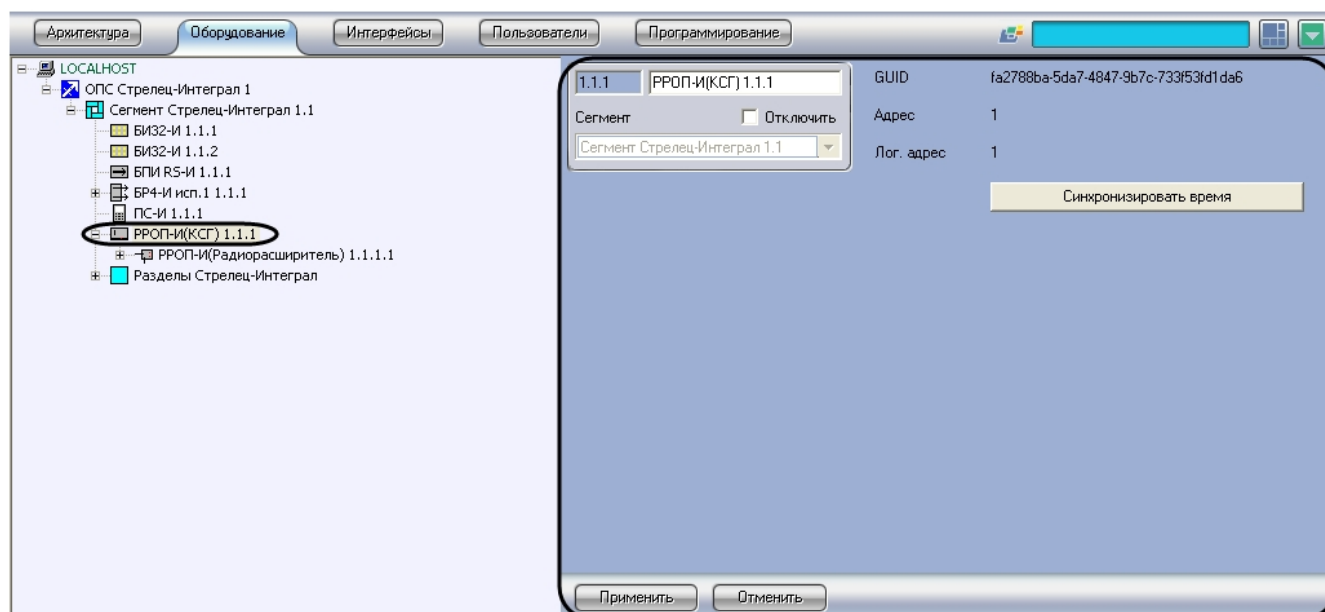 Архитектура Оборудование Интерфейсы Пользователи Программирование
LOCALHOST
ОПС Стрелец-Интеграл 1
Сегмент Стрелец-Интеграл 1.1
БИ32-И 1.1.1
БИ32-И 1.1.2
БПИ RS-И 1.1.1
БР4-И исп.1 1.1.1
ПС-И 1.1.1
РРОП-И(КСГ) 1.1.1
РРОП-И(Радиорасширитель) 1.1.1.1
Разделы Стрелец-Интеграл
1.1.1 РРОП-И(КСГ) 1.1.1
Сегмент Отключить
Сегмент Стрелец-Интеграл 1.1
GUID fa2788ba-5da7-4847-9b7c-733f53fd1da6
Адрес 1
Лог. адрес 1
Синхронизировать время
Применить Отменить